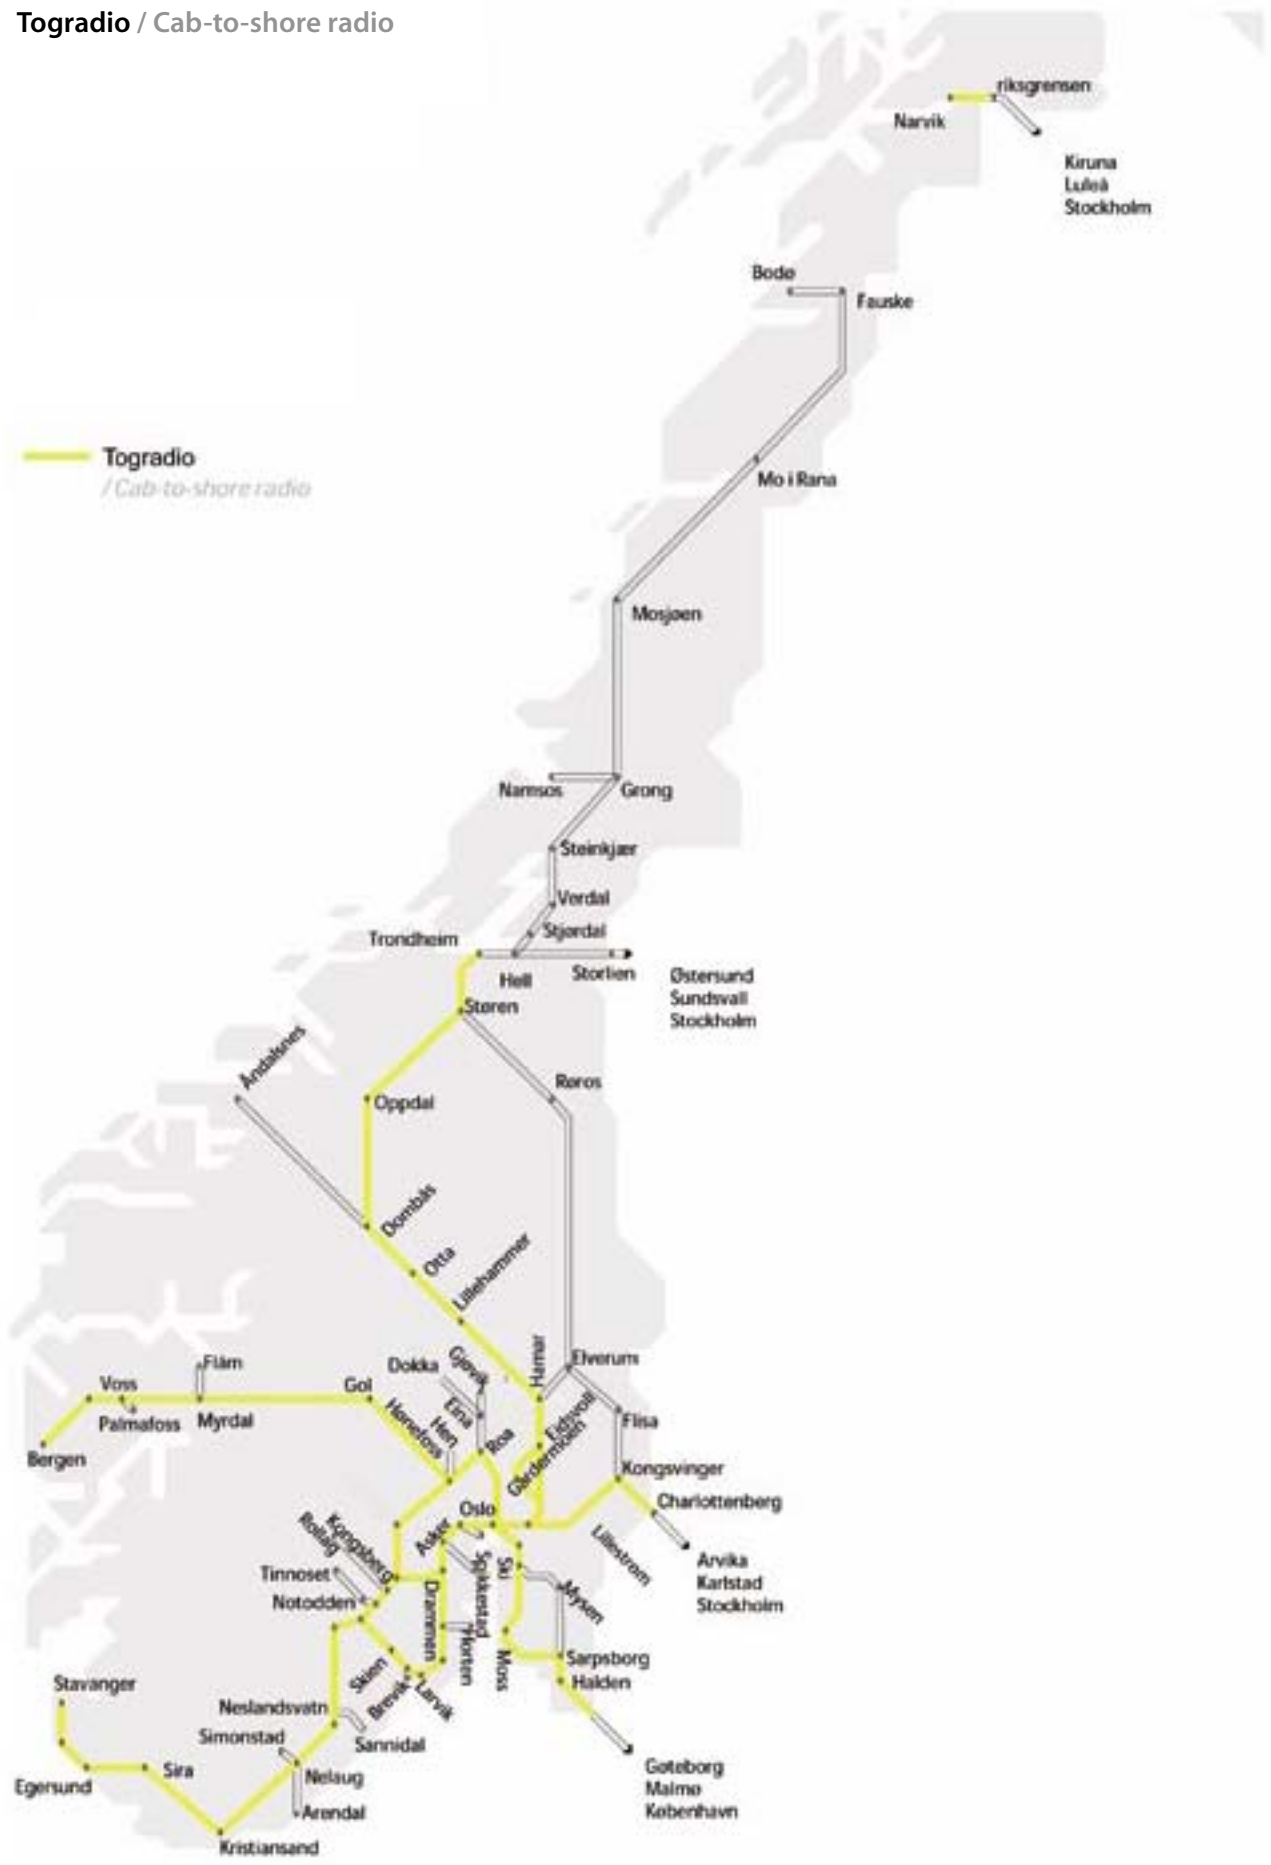 Togradio / Cab-to-shore radio
riksgrensen
Narvik
Kiruna
Luleå
Stockholm
Bodø
Fauske
Togradio
/ Cab-to-shore radio
Mo i Rana
Mosjøen
Namsos
Grong
Steinkjær
Verdal
Stjørdal
Trondheim
Hell
Storlien
Østersund
Sundsvall
Stockholm
Støren
Åndalsnes
Røros
Oppdal
Dombås
Otta
Lillehammer
Hamar
Elverum
Gjøvik
Dokka
Flåm
Voss
Gol
Palmafoss
Myrdal
Eina
Hønefoss
Hen
Roa
Eidsvoll
Gardermoen
Flisa
Bergen
Kongsvinger
Charlottenberg
Oslo
Lillestrøm
Arvika
Karlstad
Stockholm
Asker
Spikkestad
Ski
Mysen
Rollag
Kongsberg
Tinnoset
Notodden
Drammen
Horten
Moss
Sarpsborg
Halden
Skien
Brevik
Larvik
Stavanger
Neslandsvatn
Simonstad
Sannidal
Egersund
Sira
Nelaug
Arendal
Kristiansand
Gøteborg
Malmø
København